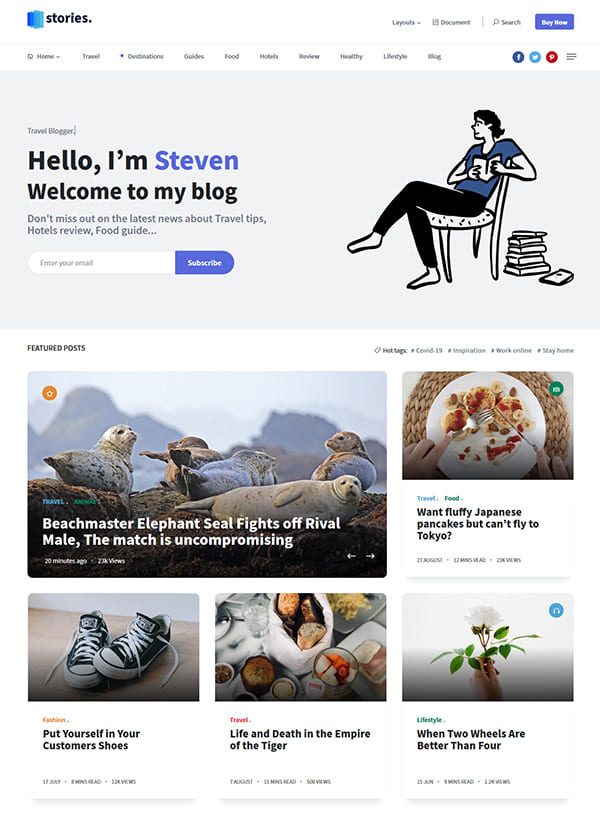 stories.
Layouts
Document
Search
Buy Now
Home
Travel
Destinations
Guides
Food
Hotels
Review
Healthy
Lifestyle
Blog
Travel Blogger.
Hello, I'm Steven
Welcome to my blog
Don't miss out on the latest news about Travel tips,
Hotels review, Food guide...
Enter your email
Subscribe
FEATURED POSTS
Hot tags: # Covid-19 # Inspiration # Work online # Stay home
TRAVEL . ANIMAL .
Beachmaster Elephant Seal Fights off Rival
Male, The match is uncompromising
20 minutes ago • 23k Views
Travel . Food .
Want fluffy Japanese
pancakes but can't fly to
Tokyo?
27 AUGUST • 12 MINS READ • 23K VIEWS
Fashion .
Put Yourself in Your
Customers Shoes
17 JULY • 8 MINS READ • 12K VIEWS
Travel .
Life and Death in the Empire
of the Tiger
7 AUGUST • 15 MINS READ • 500 VIEWS
Lifestyle .
When Two Wheels Are
Better Than Four
15 JUN • 9 MINS READ • 1.2K VIEWS